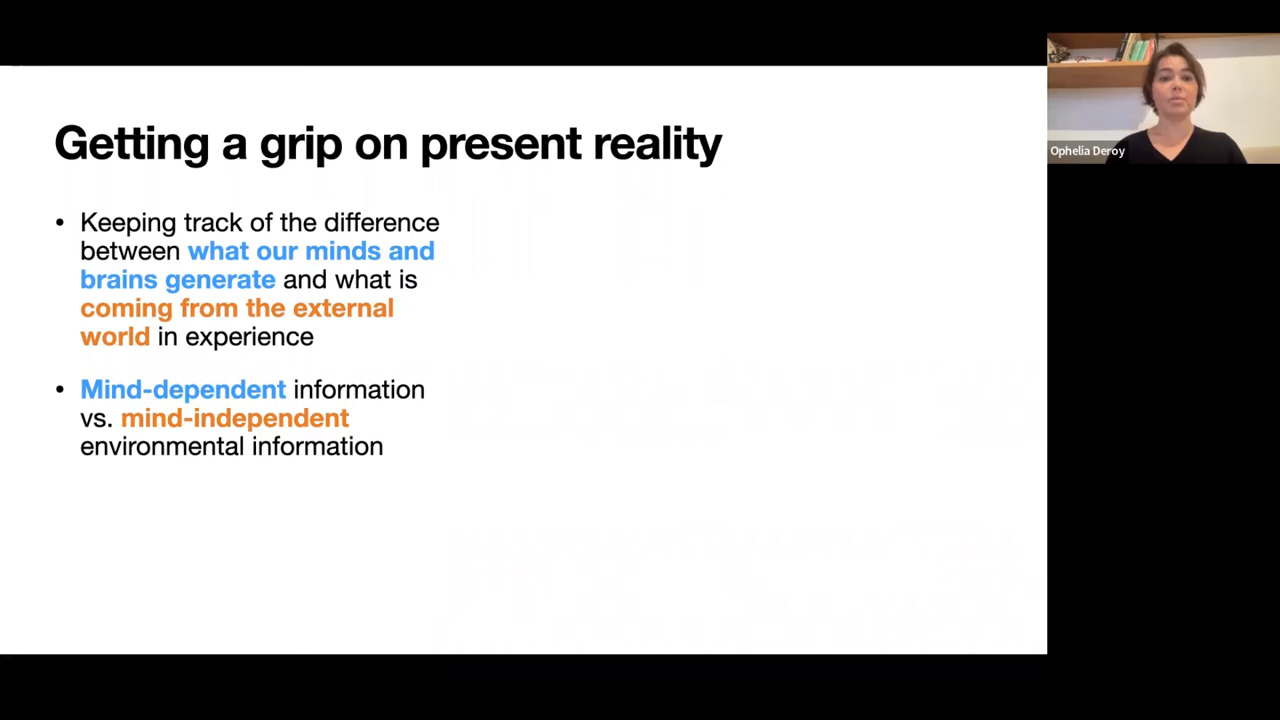 Getting a grip on present reality
• Keeping track of the difference
between what our minds and
brains generate and what is
coming from the external
world in experience
• Mind-dependent information
vs. mind-independent
environmental information
Ophelia Deroy